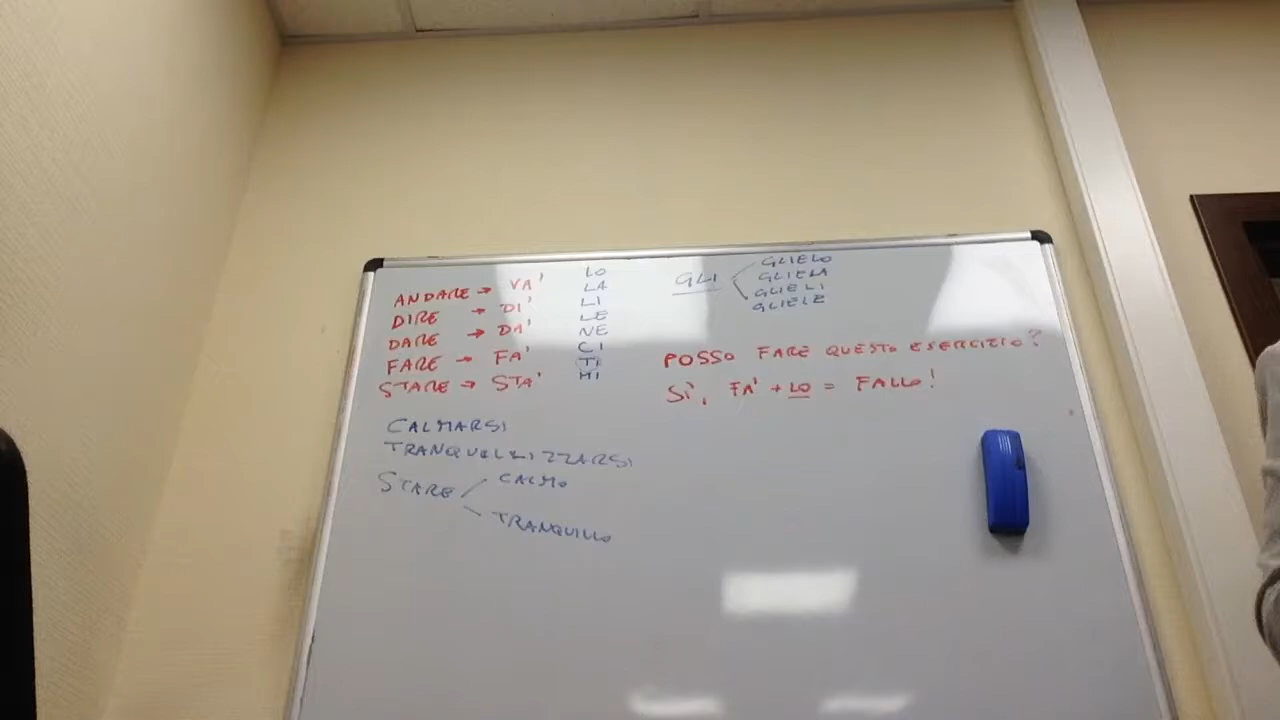 ANDARE → VA'
DIRE → DI'
DARE → DA'
FARE → FA'
STARE → STA'
LO
LA
LI
LE
NE
CI
TI
MI
GLI
GLIELO
GLIELA
GLIELI
GLIELE
POSSO FARE QUESTO ESERCIZIO?
SÌ, FA' + LO = FALLO!
CALMARSI
TRANQUILLIZZARSI
STARE
CALMO
TRANQUILLO